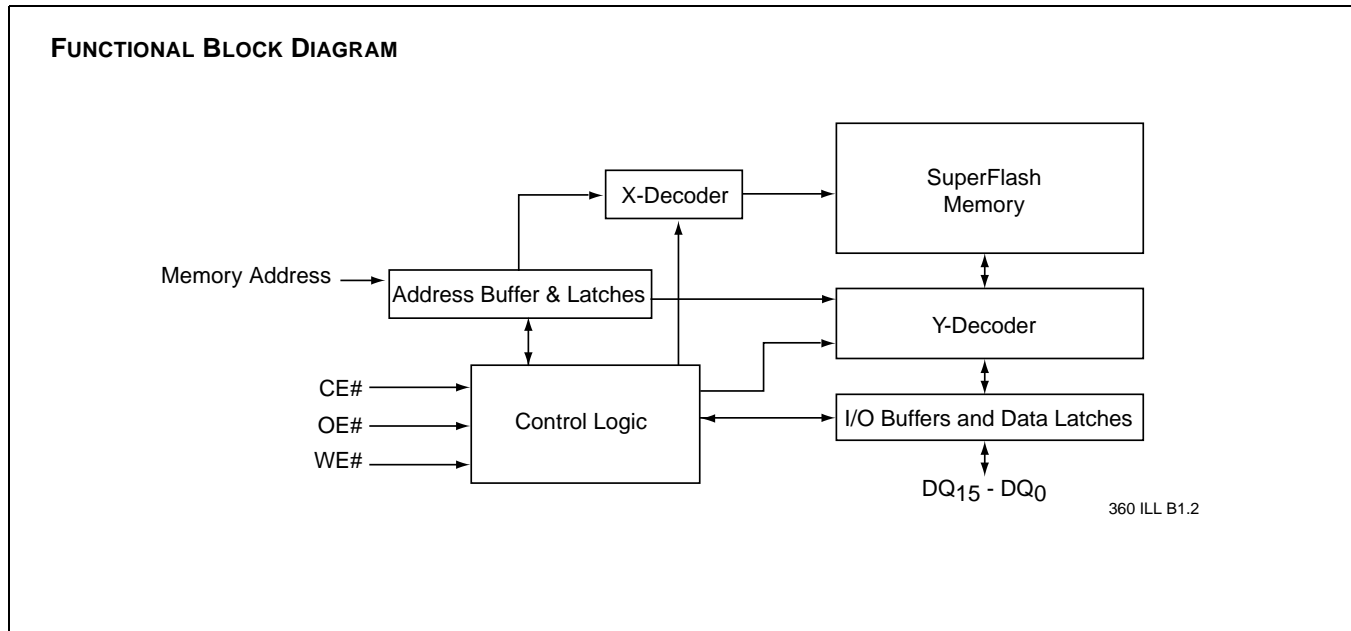 FUNCTIONAL BLOCK DIAGRAM
SuperFlash
Memory
X-Decoder
Memory Address
Address Buffer & Latches
Y-Decoder
CE#
OE#
WE#
Control Logic
I/O Buffers and Data Latches
DQ15 - DQ0
360 ILL B1.2